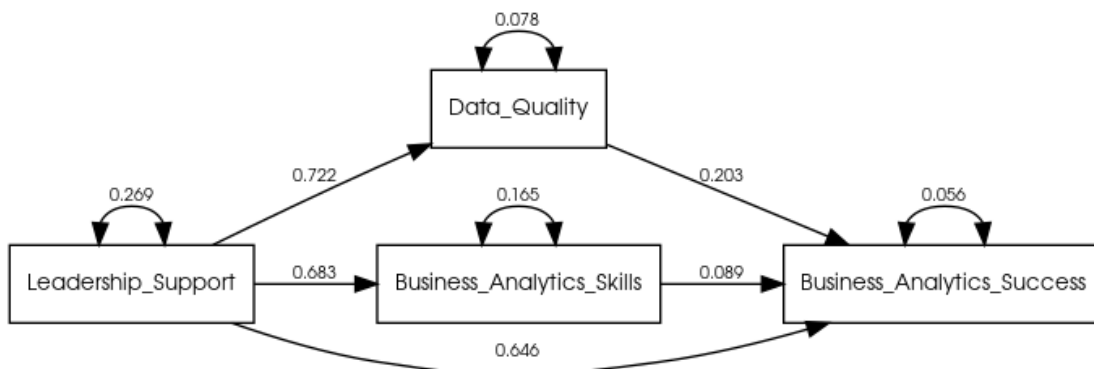 0.078
Data_Quality
0.722
0.203
0.269
0.165
0.056
Leadership_Support
0.683
Business_Analytics_Skills
0.089
Business_Analytics_Success
0.646